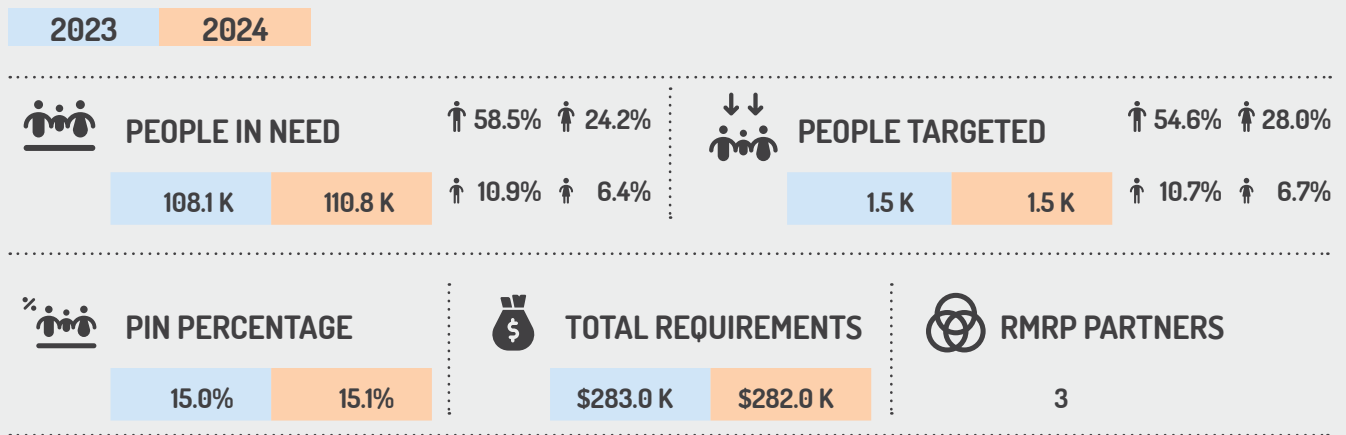 2023 2024
PEOPLE IN NEED
58.5% 24.2%
108.1 K 110.8 K
10.9% 6.4%
PEOPLE TARGETED
54.6% 28.0%
1.5 K 1.5 K
10.7% 6.7%
%
PIN PERCENTAGE
15.0% 15.1%
$
TOTAL REQUIREMENTS
$283.0 K $282.0 K
RMRP PARTNERS
3